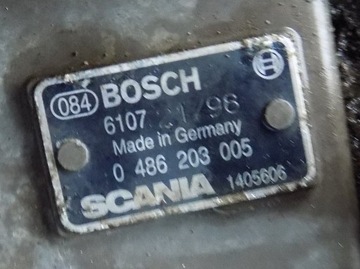 084 BOSCH
6107
Made in Germany
0 486 203 005
SCANIA 1405606